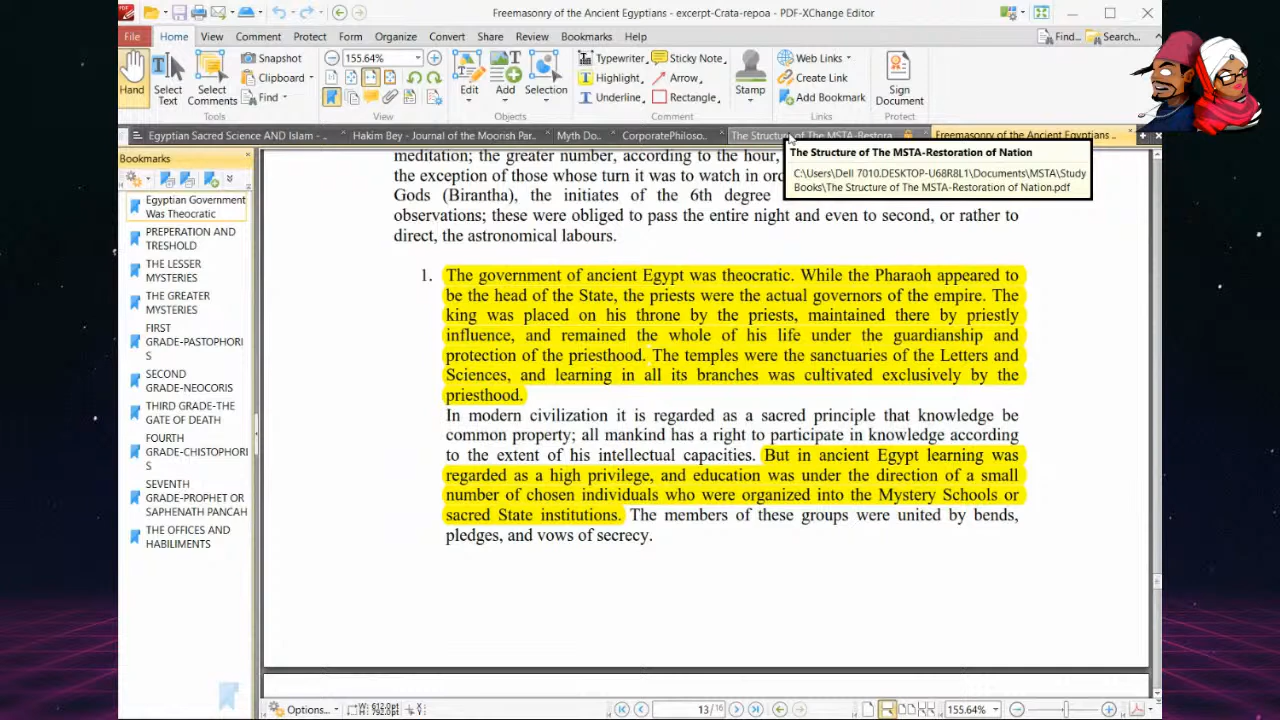 Freemasonry of the Ancient Egyptians - excerpt-Crata-repoa - PDF-XChange Editor
File Home View Comment Protect Form Organize Convert Share Review Bookmarks Help Find... Search...
Hand
Select Text
Select Comments
Snapshot
Clipboard
Find
Tools
155.64%
Edit
Add
Selection
Objects
Typewriter
Highlight
Underline
Sticky Note
Arrow
Rectangle
Comment
Stamp
Web Links
Create Link
Add Bookmark
Links
Sign Document
Protect
Egyptian Sacred Science AND Islam - ...
Hakim Bey - Journal of the Moorish Par...
Myth Do...
CorporatePhiloso...
The Structure of The MSTA-Restora...
Freemasonry of the Ancient Egyptians ...
The Structure of The MSTA-Restoration of Nation
C:\Users\Dell 7010.DESKTOP-U68R8L1\Documents\MSTA\Study
Books\The Structure of The MSTA-Restoration of Nation.pdf
Bookmarks
Egyptian Government
Was Theocratic
PREPERATION AND
TRESHOLD
THE LESSER
MYSTERIES
THE GREATER
MYSTERIES
FIRST
GRADE-PASTOPHORI
S
SECOND
GRADE-NEOCORIS
THIRD GRADE-THE
GATE OF DEATH
FOURTH
GRADE-CHISTOPHORI
S
SEVENTH
GRADE-PROPHET OR
SAPHENATH PANCAH
THE OFFICES AND
HABILIMENTS
meditation; the greater number, according to the hour,
the exception of those whose turn it was to watch in
Gods (Birantha), the initiates of the 6th degree
observations; these were obliged to pass the entire night and even to second, or rather to
direct, the astronomical labours.
1. The government of ancient Egypt was theocratic. While the Pharaoh appeared to
be the head of the State, the priests were the actual governors of the empire. The
king was placed on his throne by the priests, maintained there by priestly
influence, and remained the whole of his life under the guardianship and
protection of the priesthood. The temples were the sanctuaries of the Letters and
Sciences, and learning in all its branches was cultivated exclusively by the
priesthood.
In modern civilization it is regarded as a sacred principle that knowledge be
common property; all mankind has a right to participate in knowledge according
to the extent of his intellectual capacities. But in ancient Egypt learning was
regarded as a high privilege, and education was under the direction of a small
number of chosen individuals who were organized into the Mystery Schools or
sacred State institutions. The members of these groups were united by bends,
pledges, and vows of secrecy.
Options...
13/16
155.64%